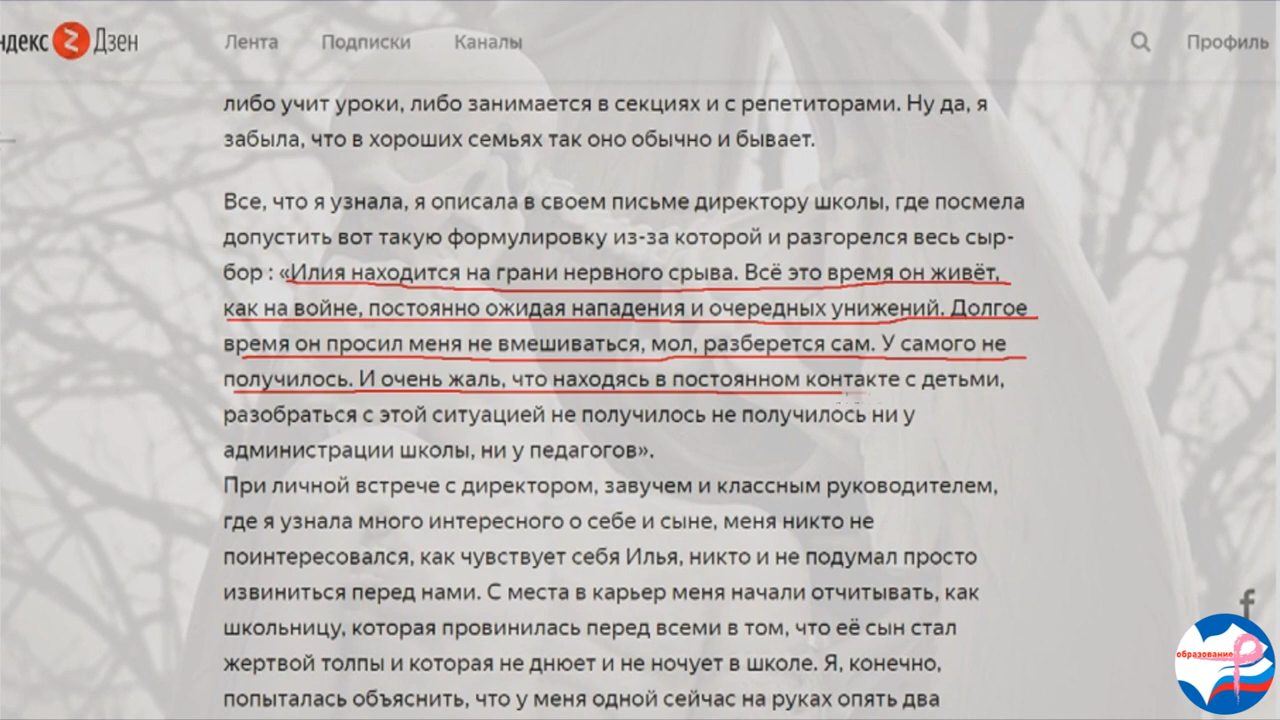 ндекс Дзен
Лента Подписки Каналы Профиль
либо учит уроки, либо занимается в секциях и с репетиторами. Ну да, я
забыла, что в хороших семьях так оно обычно и бывает.
Все, что я узнала, я описала в своем письме директору школы, где посмела
допустить вот такую формулировку из-за которой и разгорелся весь сыр-
бор : «Илия находится на грани нервного срыва. Всё это время он живёт,
как на войне, постоянно ожидая нападения и очередных унижений. Долгое
время он просил меня не вмешиваться, мол, разберется сам. У самого не
получилось. И очень жаль, что находясь в постоянном контакте с детьми,
разобраться с этой ситуацией не получилось не получилось ни у
администрации школы, ни у педагогов».
При личной встрече с директором, завучем и классным руководителем,
где я узнала много интересного о себе и сыне, меня никто не
поинтересовался, как чувствует себя Илья, никто и не подумал просто
извиниться перед нами. С места в карьер меня начали отчитывать, как
школьницу, которая провинилась перед всеми в том, что её сын стал
жертвой толпы и которая не днюет и не ночует в школе. Я, конечно,
попыталась объяснить, что у меня одной сейчас на руках опять два
образование